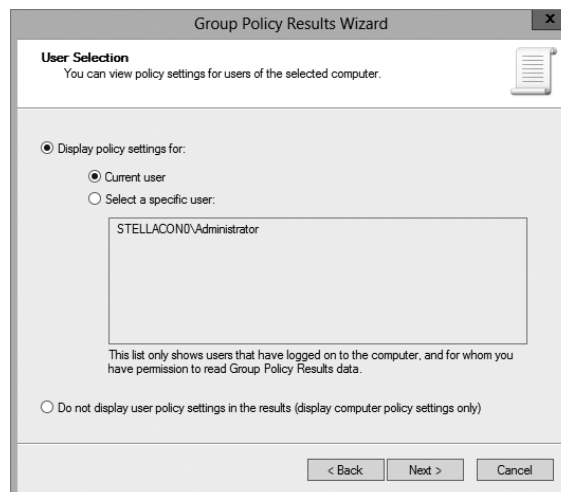 Group Policy Results Wizard
x
User Selection
You can view policy settings for users of the selected computer.
Display policy settings for:
Current user
Select a specific user:
STELLACON0\Administrator
This list only shows users that have logged on to the computer, and for whom you
have permission to read Group Policy Results data.
Do not display user policy settings in the results (display computer policy settings only)
< Back Next > Cancel